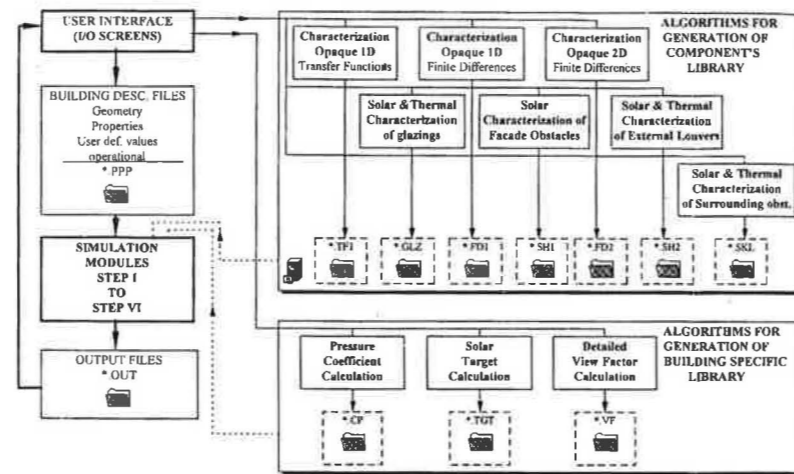 USER INTERFACE
(I/O SCREENS)
BUILDING DESC. FILES
Geometry
Properties
User def. values
operational
*.PPP
SIMULATION
MODULES
STEP I
TO
STEP VI
OUTPUT FILES
*.OUT
ALGORITHMS FOR
GENERATION OF
COMPONENT'S
LIBRARY
Characterization
Opaque 1D
Transfer Functions
Characterization
Opaque 1D
Finite Differences
Characterization
Opaque 2D
Finite Differences
Solar & Thermal
Characterization
of glazings
Solar
Characterization of
Facade Obstacles
Solar & Thermal
Characterization
of External Louvers
Solar & Thermal
Characterization
of Surrounding obst.
*.TF1
*.GLZ
*.FD1
*.SH1
*.FD2
*.SH2
*.SKL
ALGORITHMS FOR
GENERATION OF
BUILDING SPECIFIC
LIBRARY
Pressure
Coefficient
Calculation
Solar
Target
Calculation
Detailed
View Factor
Calculation
*.CP
*.TGT
*.VF